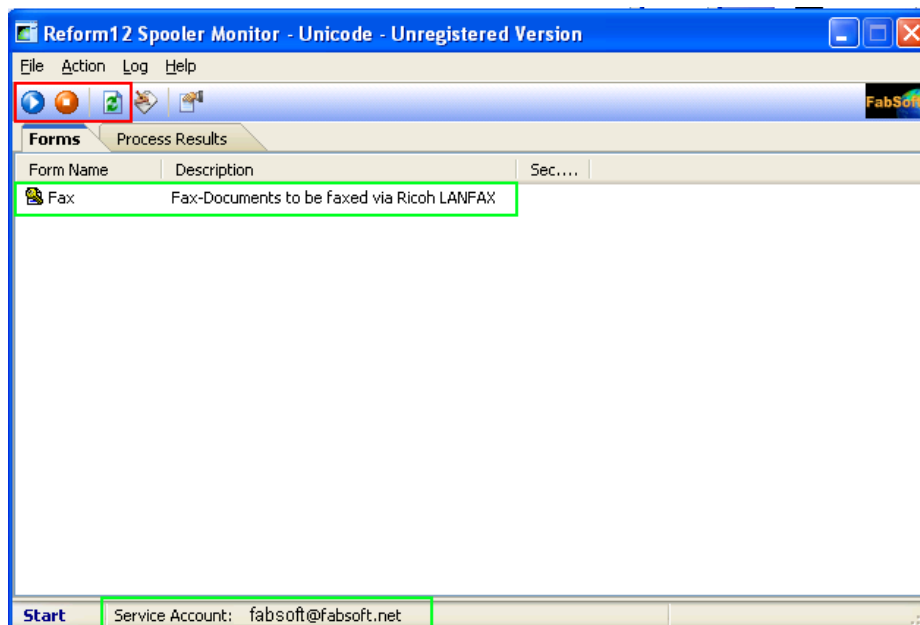 Reform12 Spooler Monitor - Unicode - Unregistered Version
File Action Log Help
FabSoft
Forms Process Results
Form Name Description Sec....
Fax Fax-Documents to be faxed via Ricoh LANFAX
Start Service Account: fabsoft@fabsoft.net